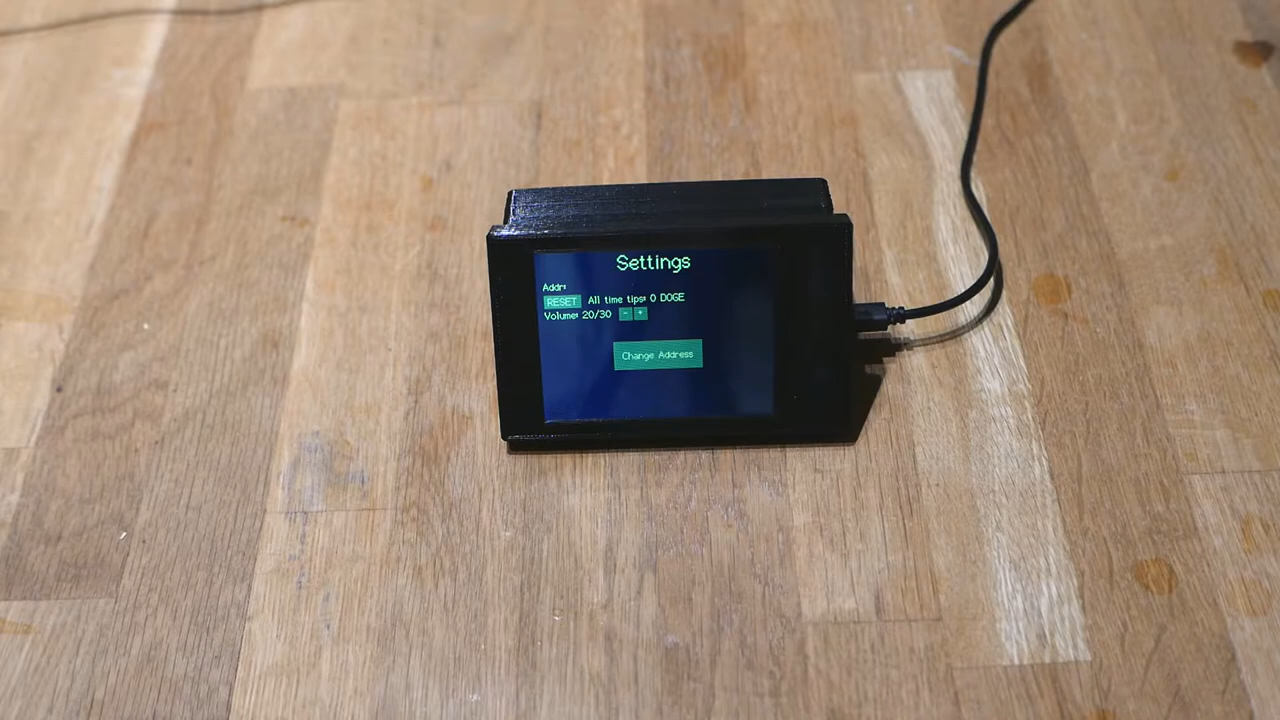 Settings
Addr:
RESET All time tips: 0 DOGE
Volume: 20/30 - +
Change Address